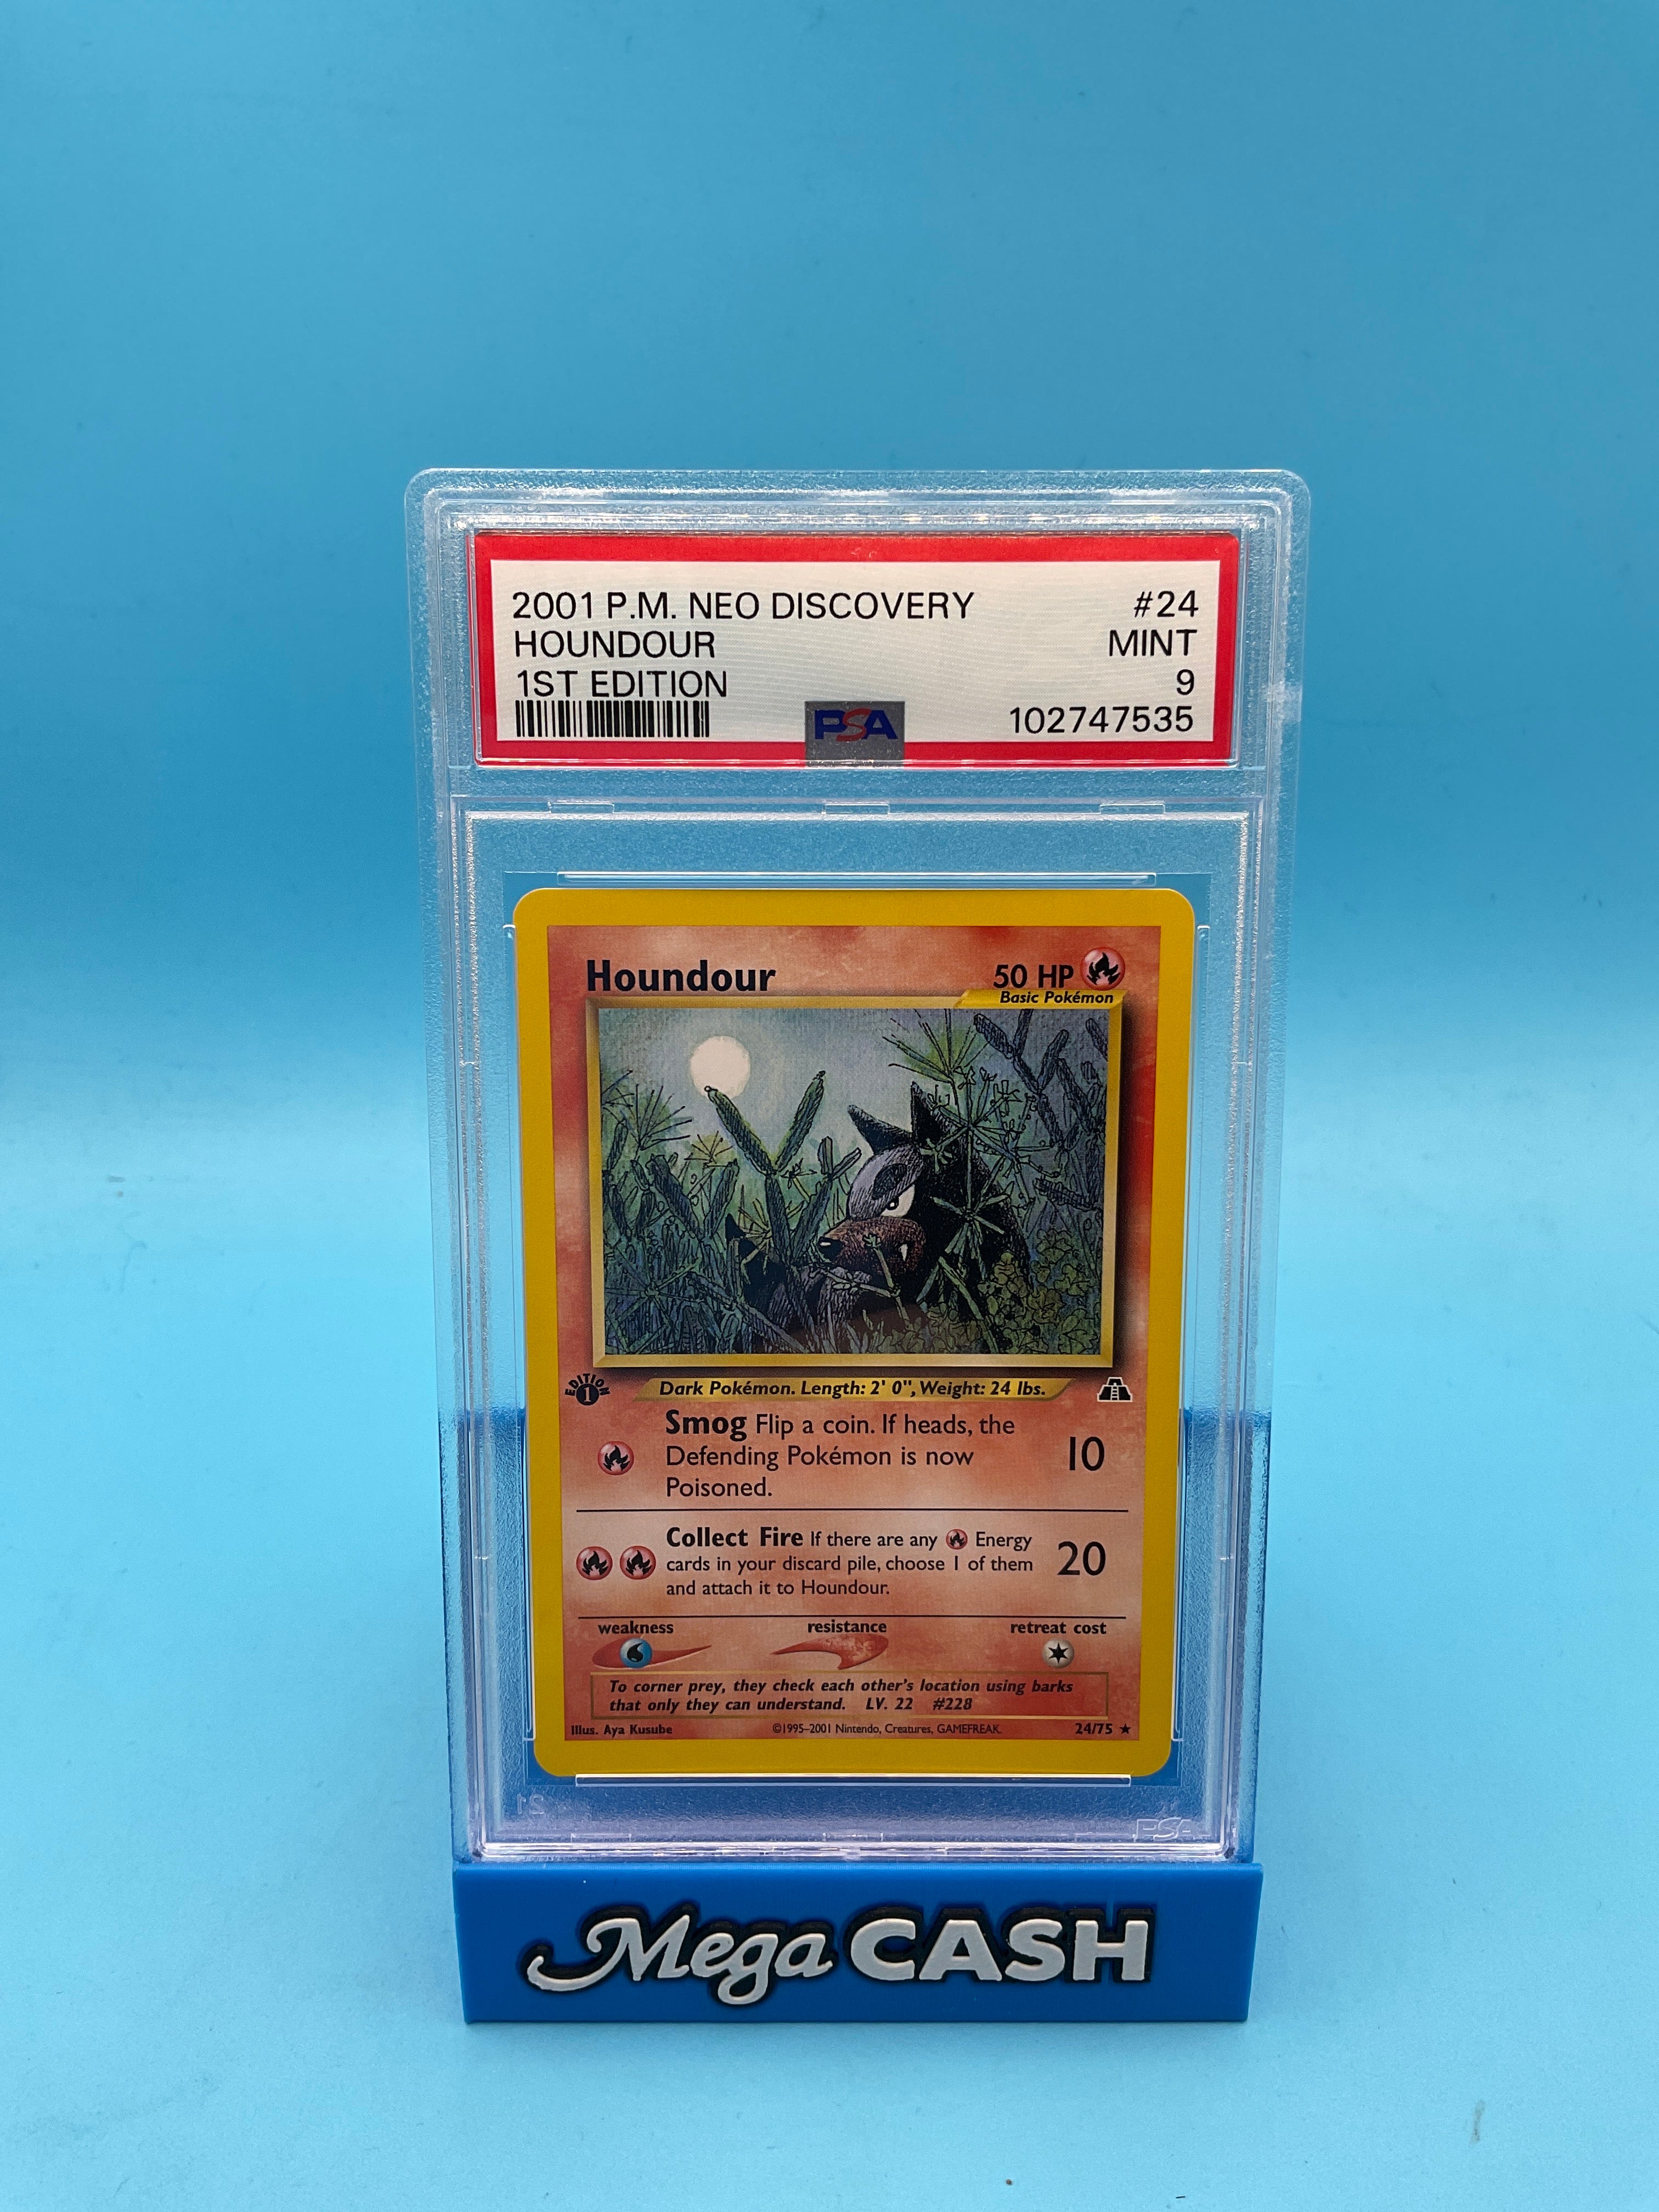 2001 P.M. NEO DISCOVERY #24
HOUNDOUR MINT
1ST EDITION 9
PSA 102747535
Houndour 50 HP
Basic Pokémon
EDITION 1
Dark Pokémon. Length: 2' 0", Weight: 24 lbs.
Smog Flip a coin. If heads, the
Defending Pokémon is now 10
Poisoned.
Collect Fire If there are any Energy
cards in your discard pile, choose 1 of them 20
and attach it to Houndour.
weakness resistance retreat cost
To corner prey, they check each other's location using barks
that only they can understand. LV. 22 #228
Illus. Aya Kusube ©1995–2001 Nintendo, Creatures, GAMEFREAK. 24/75 ★
PSA
Mega CASH